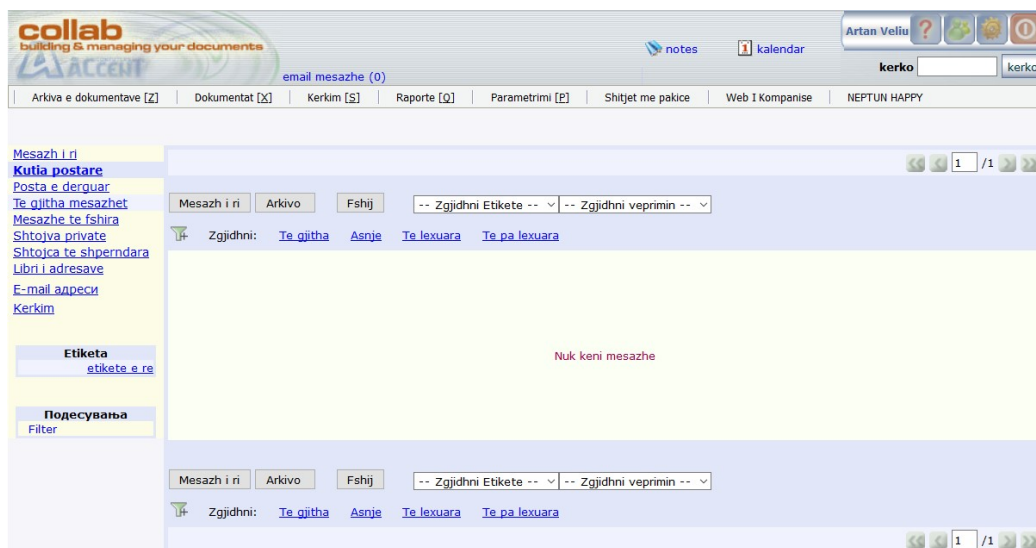 collab
building & managing your documents
ACCENT
email mesazhe (0)
notes
1 kalendar
Artan Veliu ?
kerko kerko
Arkiva e dokumentave [Z] | Dokumentat [X] | Kerkim [S] | Raporte [Q] | Parametrimi [P] | Shitjet me pakice | Web I Kompanise | NEPTUN HAPPY
Mesazh i ri
Kutia postare
Posta e derguar
Te gjitha mesazhet
Mesazhe te fshira
Shtojva private
Shtojca te shperndara
Libri i adresave
E-mail адреси
Kerkim
Etiketa
etikete e re
Подесувања
Filter
1 /1
Mesazh i ri Arkivo Fshij -- Zgjidhni Etikete -- -- Zgjidhni veprimin --
Zgjidhni: Te gjitha Asnje Te lexuara Te pa lexuara
Nuk keni mesazhe
Mesazh i ri Arkivo Fshij -- Zgjidhni Etikete -- -- Zgjidhni veprimin --
Zgjidhni: Te gjitha Asnje Te lexuara Te pa lexuara
1 /1